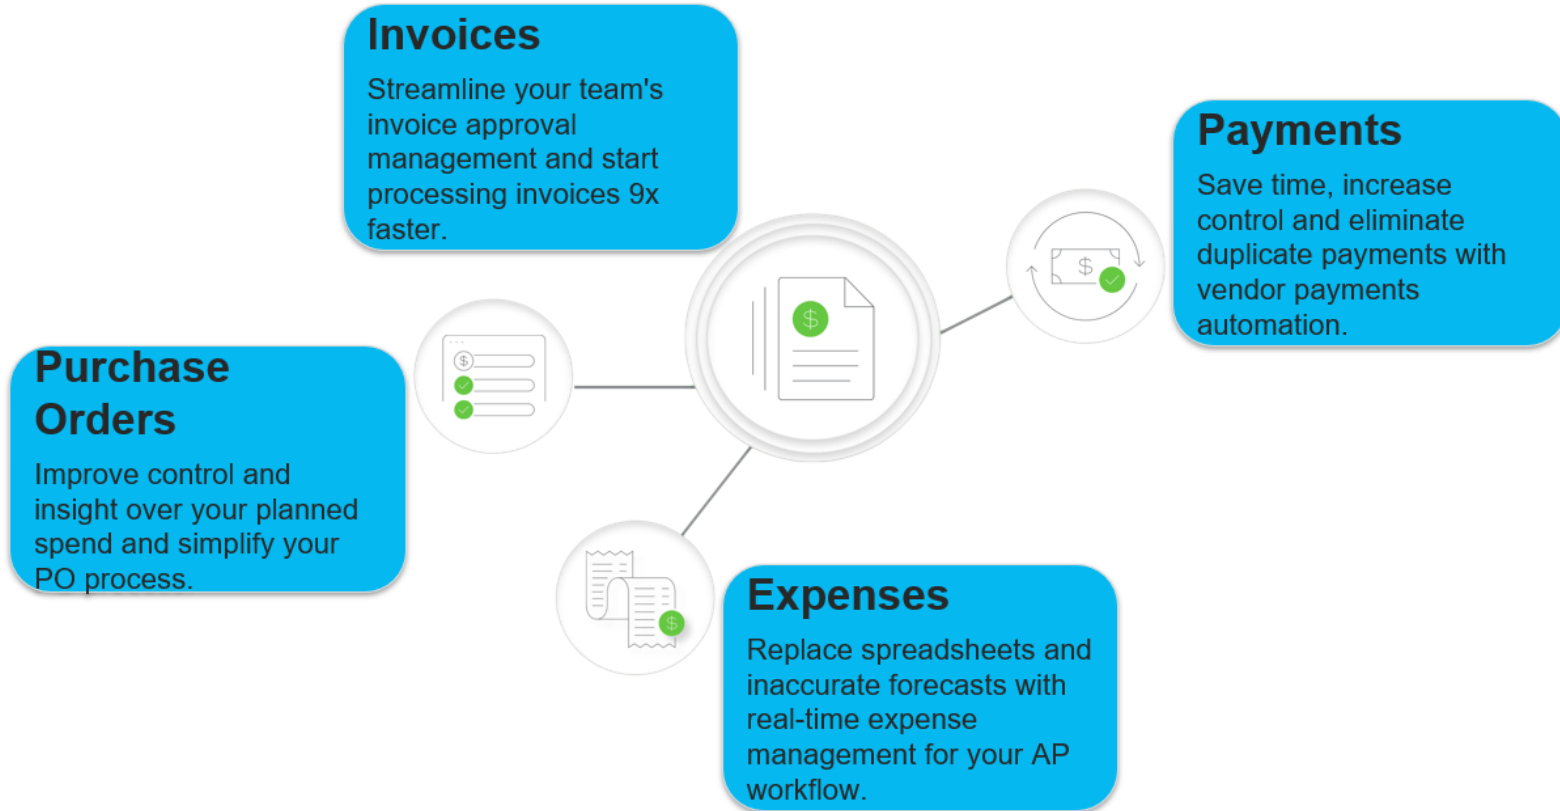 Invoices
Streamline your team's
invoice approval
management and start
processing invoices 9x
faster.
Payments
Save time, increase
control and eliminate
duplicate payments with
vendor payments
automation.
$
$
$
Purchase
Orders
Improve control and
insight over your planned
spend and simplify your
PO process.
$
Expenses
Replace spreadsheets and
inaccurate forecasts with
real-time expense
management for your AP
workflow.